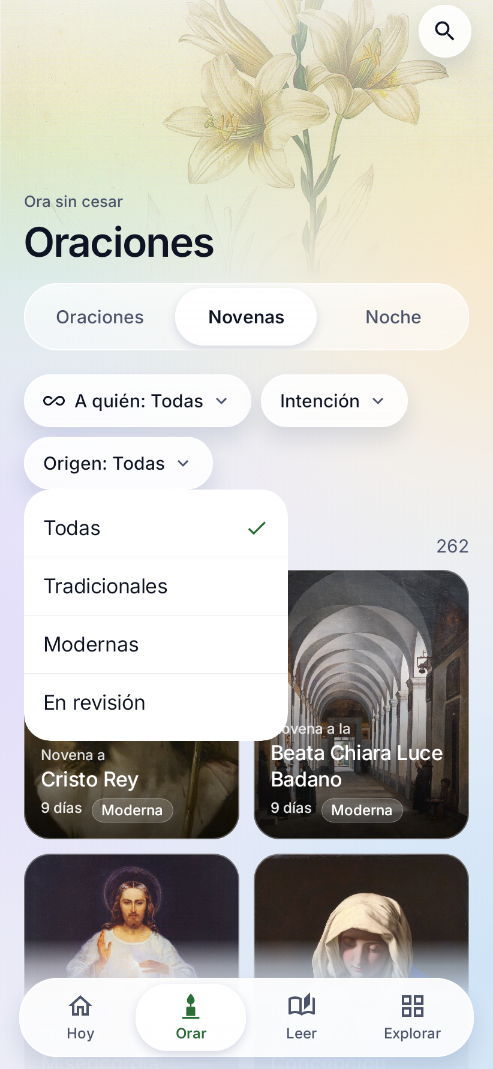 Ora sin cesar
Oraciones
Oraciones
Novenas
Noche
A quién: Todas
Intención
Origen: Todas
Todas
Tradicionales
Modernas
En revisión
262
Novena a
Cristo Rey
9 días
Moderna
Novena a la
Beata Chiara Luce
Badano
9 días
Moderna
Hoy
Orar
Leer
Explorar